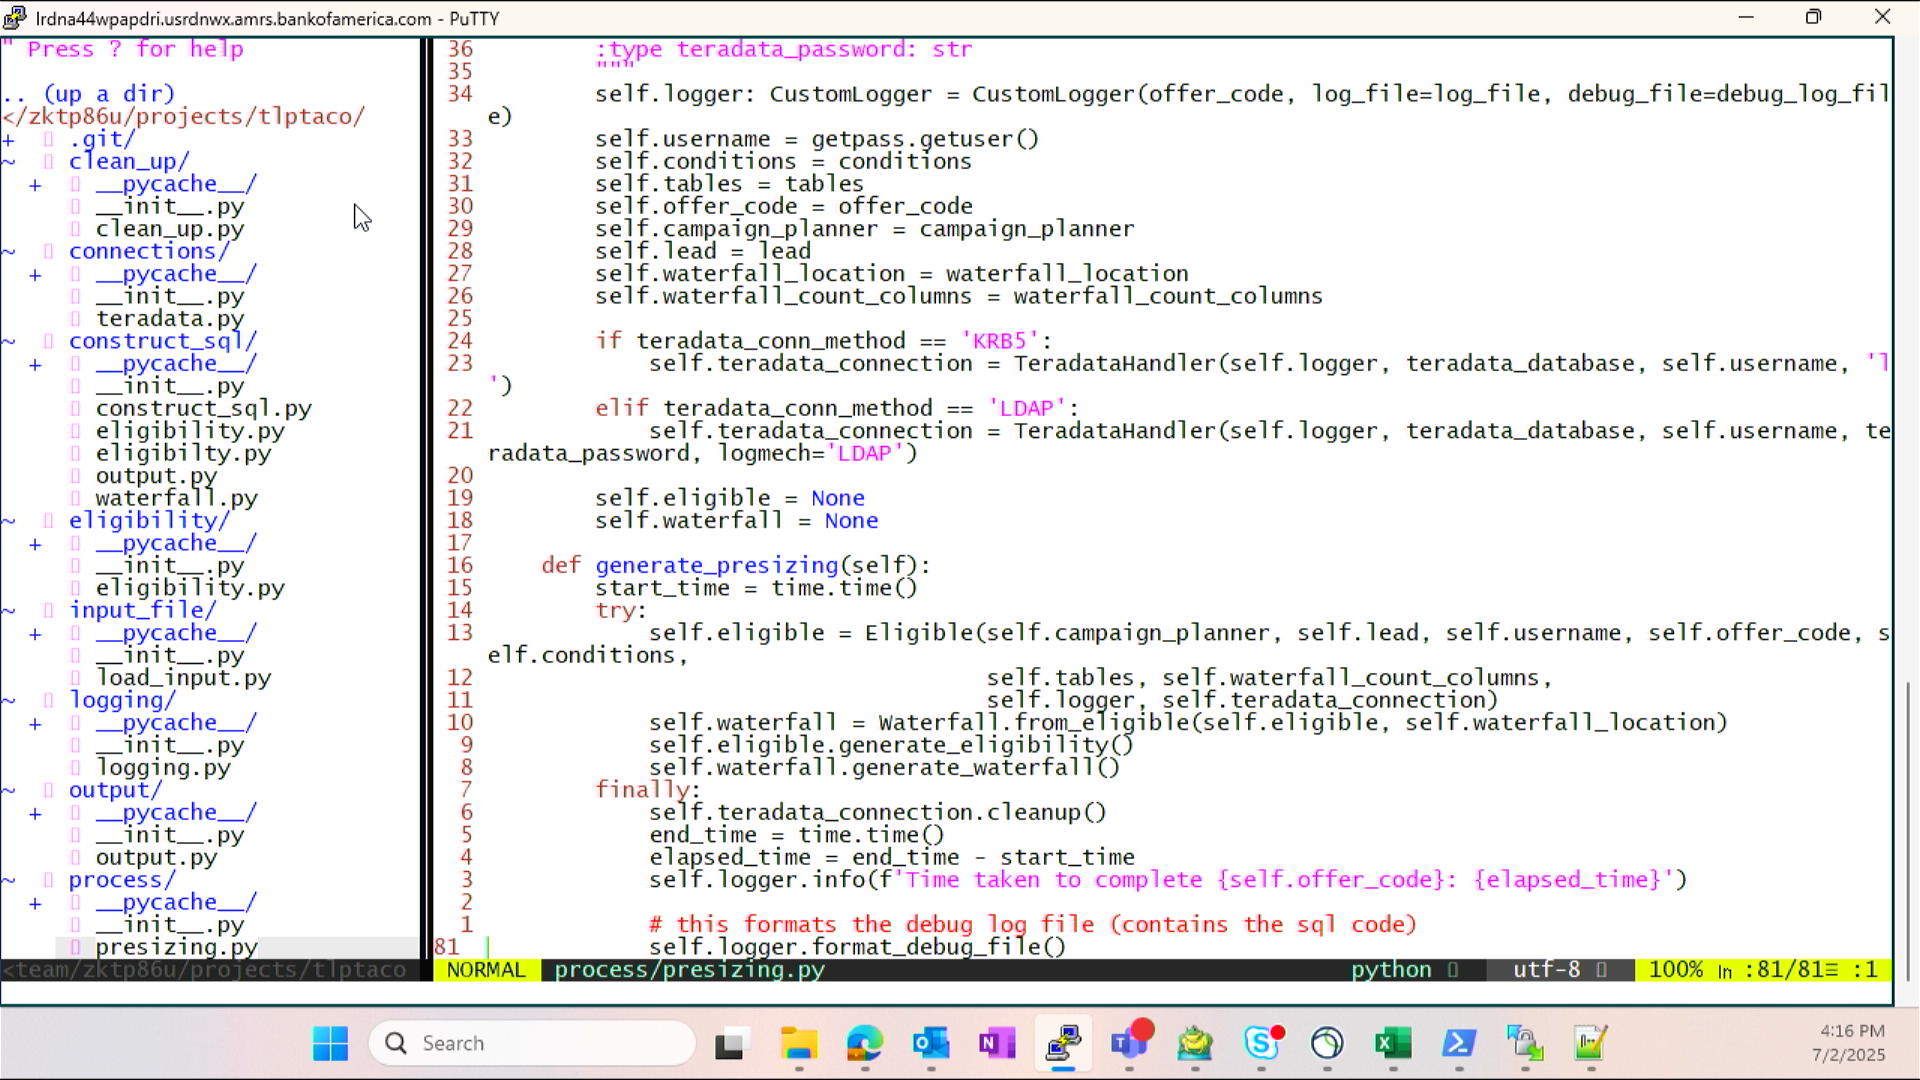 lrdna44wpapdri.usrdnwx.amrs.bankofamerica.com - PuTTY
" Press ? for help
.. (up a dir)
</zktp86u/projects/tlptaco/
+ .git/
~ clean_up/
+ __pycache__/
__init__.py
clean_up.py
~ connections/
+ __pycache__/
__init__.py
teradata.py
~ construct_sql/
+ __pycache__/
__init__.py
construct_sql.py
eligibility.py
eligibilty.py
output.py
waterfall.py
~ eligibility/
+ __pycache__/
__init__.py
eligibility.py
~ input_file/
+ __pycache__/
__init__.py
load_input.py
~ logging/
+ __pycache__/
__init__.py
logging.py
~ output/
+ __pycache__/
__init__.py
output.py
~ process/
+ __pycache__/
__init__.py
presizing.py
<team/zktp86u/projects/tlptaco
36 :type teradata_password: str
35 """
34 self.logger: CustomLogger = CustomLogger(offer_code, log_file=log_file, debug_file=debug_log_fil
e)
33 self.username = getpass.getuser()
32 self.conditions = conditions
31 self.tables = tables
30 self.offer_code = offer_code
29 self.campaign_planner = campaign_planner
28 self.lead = lead
27 self.waterfall_location = waterfall_location
26 self.waterfall_count_columns = waterfall_count_columns
25
24 if teradata_conn_method == 'KRB5':
23 self.teradata_connection = TeradataHandler(self.logger, teradata_database, self.username, 'l
')
22 elif teradata_conn_method == 'LDAP':
21 self.teradata_connection = TeradataHandler(self.logger, teradata_database, self.username, te
radata_password, logmech='LDAP')
20
19 self.eligible = None
18 self.waterfall = None
17
16 def generate_presizing(self):
15 start_time = time.time()
14 try:
13 self.eligible = Eligible(self.campaign_planner, self.lead, self.username, self.offer_code, s
elf.conditions,
12 self.tables, self.waterfall_count_columns,
11 self.logger, self.teradata_connection)
10 self.waterfall = Waterfall.from_eligible(self.eligible, self.waterfall_location)
9 self.eligible.generate_eligibility()
8 self.waterfall.generate_waterfall()
7 finally:
6 self.teradata_connection.cleanup()
5 end_time = time.time()
4 elapsed_time = end_time - start_time
3 self.logger.info(f'Time taken to complete {self.offer_code}: {elapsed_time}')
2
1 # this formats the debug log file (contains the sql code)
81 self.logger.format_debug_file()
NORMAL process/presizing.py python utf-8 100% ln :81/81≡ :1
Search
4:16 PM
7/2/2025